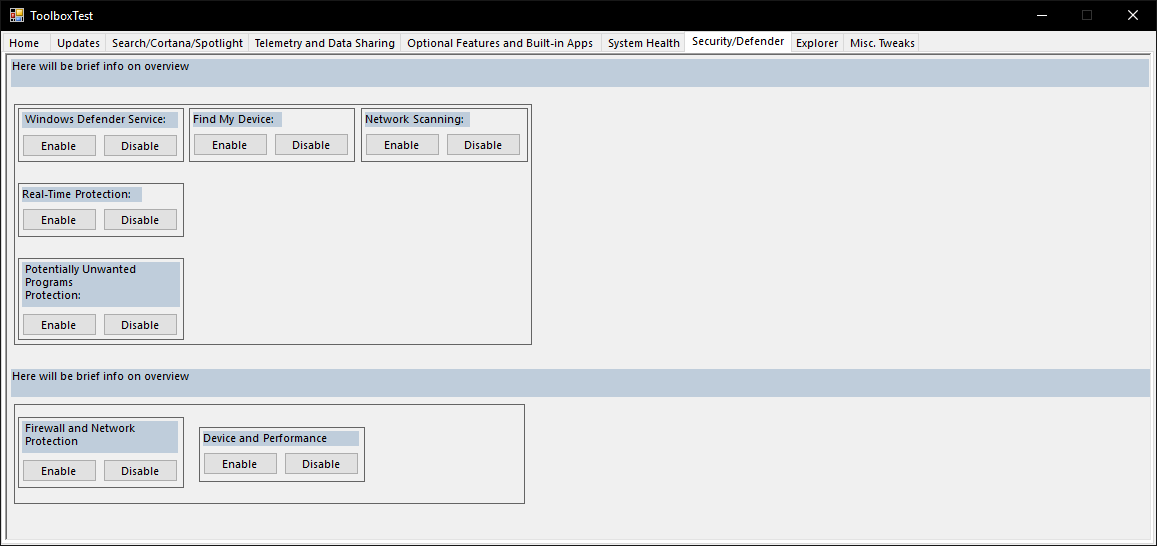 ToolboxTest
Home Updates Search/Cortana/Spotlight Telemetry and Data Sharing Optional Features and Built-in Apps System Health Security/Defender Explorer Misc. Tweaks
Here will be brief info on overview
Windows Defender Service: Find My Device: Network Scanning:
Enable Disable Enable Disable Enable Disable
Real-Time Protection:
Enable Disable
Potentially Unwanted
Programs
Protection:
Enable Disable
Here will be brief info on overview
Firewall and Network
Protection
Enable Disable
Device and Performance
Enable Disable